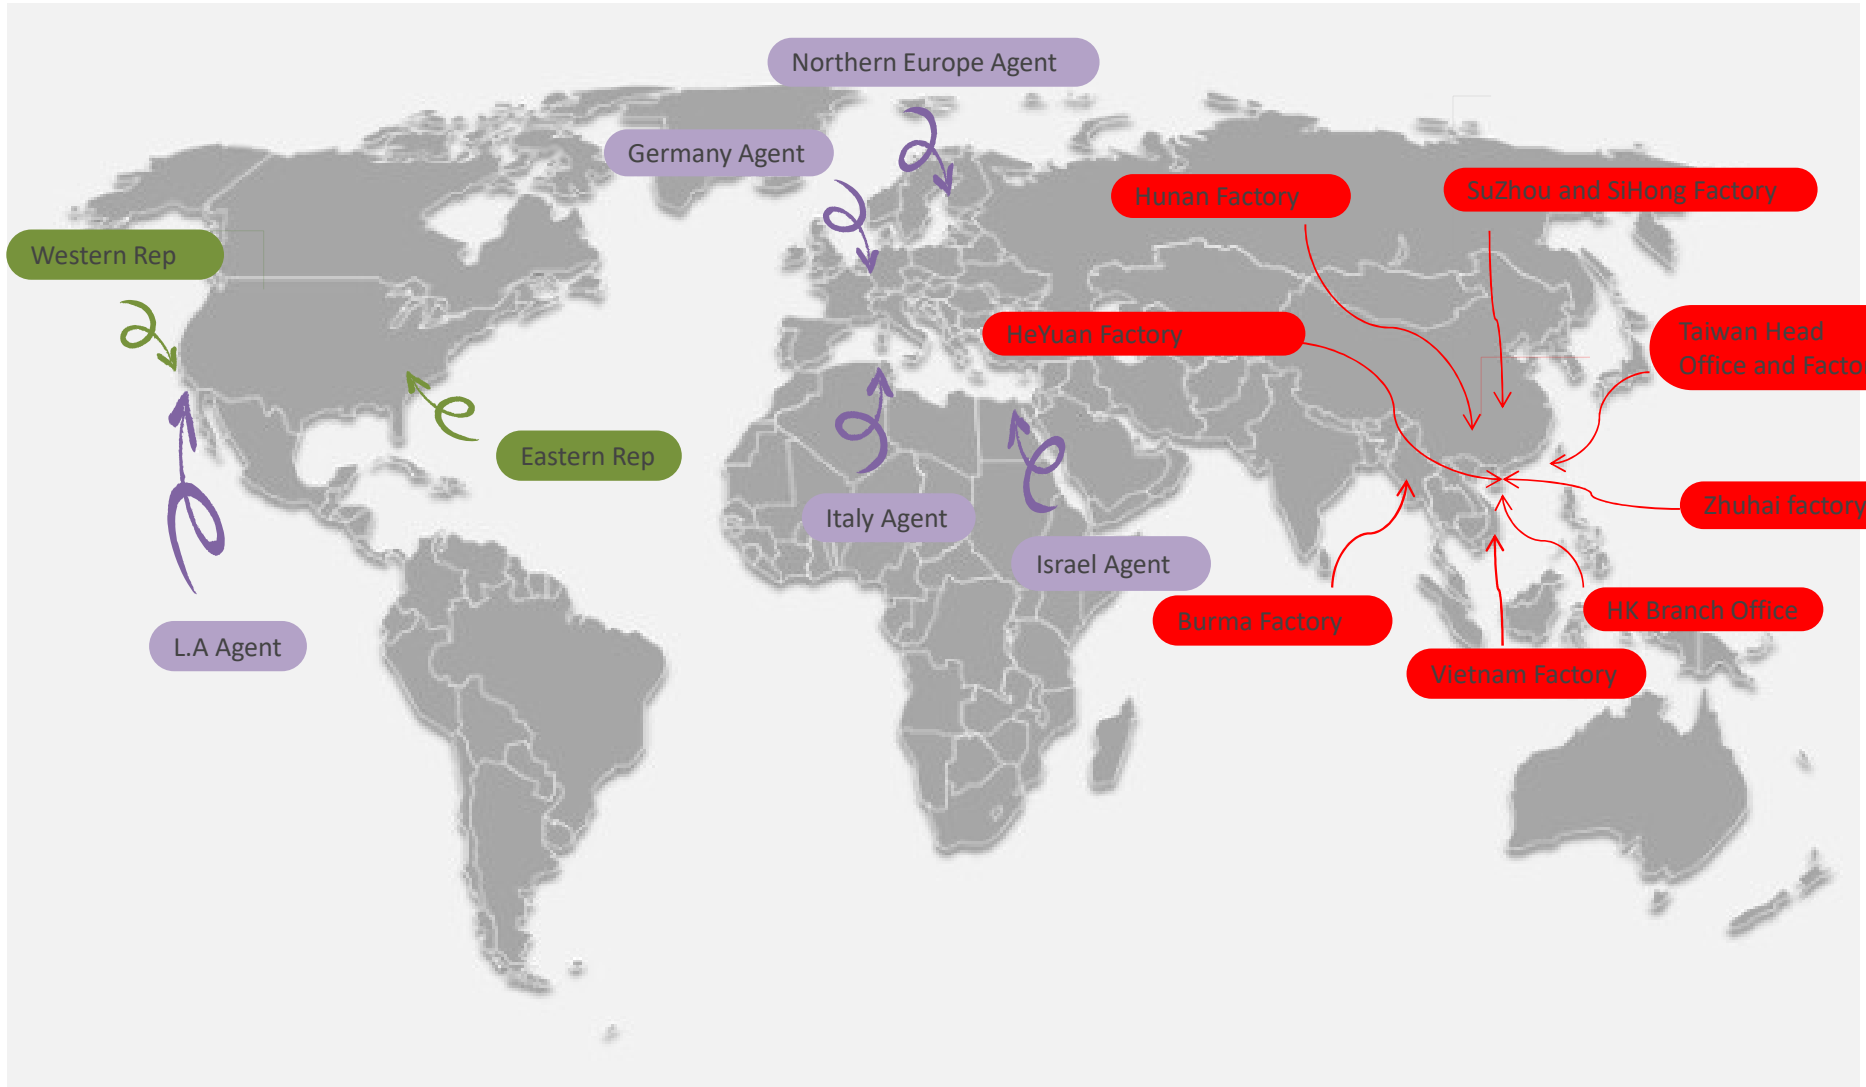 Northern Europe Agent
Germany Agent
Hunan Factory
SuZhou and SiHong Factory
Western Rep
HeYuan Factory
Taiwan Head
Office and Facto
Eastern Rep
Italy Agent
Zhuhai factory
Israel Agent
HK Branch Office
Burma Factory
L.A Agent
Vietnam Factory